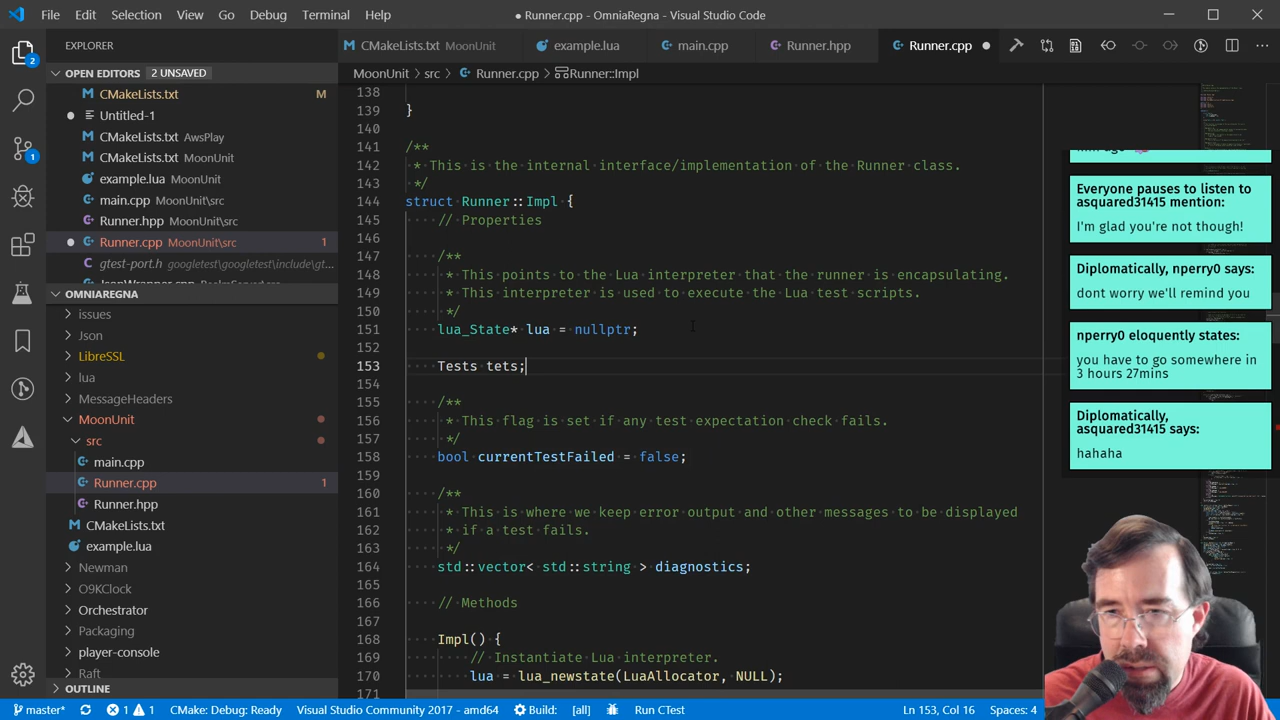 File Edit Selection View Go Debug Terminal Help
● Runner.cpp - OmniaRegna - Visual Studio Code
EXPLORER
CMakeLists.txt MoonUnit
example.lua
main.cpp
Runner.hpp
Runner.cpp
OPEN EDITORS 2 UNSAVED
CMakeLists.txt M
Untitled-1
CMakeLists.txt AwsPlay
CMakeLists.txt MoonUnit
example.lua MoonUnit
main.cpp MoonUnit\src
Runner.hpp MoonUnit\src
Runner.cpp MoonUnit\src 1
gtest-port.h googletest\googletest\include\gt...
OMNIAREGNA
issues
Json
LibreSSL
lua
MessageHeaders
MoonUnit
src
main.cpp
Runner.cpp 1
Runner.hpp
CMakeLists.txt
example.lua
Newman
O9KClock
Orchestrator
Packaging
player-console
Raft
OUTLINE
MoonUnit > src > Runner.cpp > Runner::Impl
138
139 }
140
141 /**
142 * This is the internal interface/implementation of the Runner class.
143 */
144 struct Runner::Impl {
145 // Properties
146
147 /**
148 * This points to the Lua interpreter that the runner is encapsulating.
149 * This interpreter is used to execute the Lua test scripts.
150 */
151 lua_State* lua = nullptr;
152
153 Tests tets;
154
155 /**
156 * This flag is set if any test expectation check fails.
157 */
158 bool currentTestFailed = false;
159
160 /**
161 * This is where we keep error output and other messages to be displayed
162 * if a test fails.
163 */
164 std::vector< std::string > diagnostics;
165
166 // Methods
167
168 Impl() {
169 // Instantiate Lua interpreter.
170 lua = lua_newstate(LuaAllocator, NULL);
171
Everyone pauses to listen to
asquared31415 mention:
I'm glad you're not though!
Diplomatically, nperry0 says:
dont worry we'll remind you
nperry0 eloquently states:
you have to go somewhere in
3 hours 27mins
Diplomatically,
asquared31415 says:
hahaha
2
1
master* 1 1 CMake: Debug: Ready Visual Studio Community 2017 - amd64 Build: [all] Run CTest Ln 153, Col 16 Spaces: 4